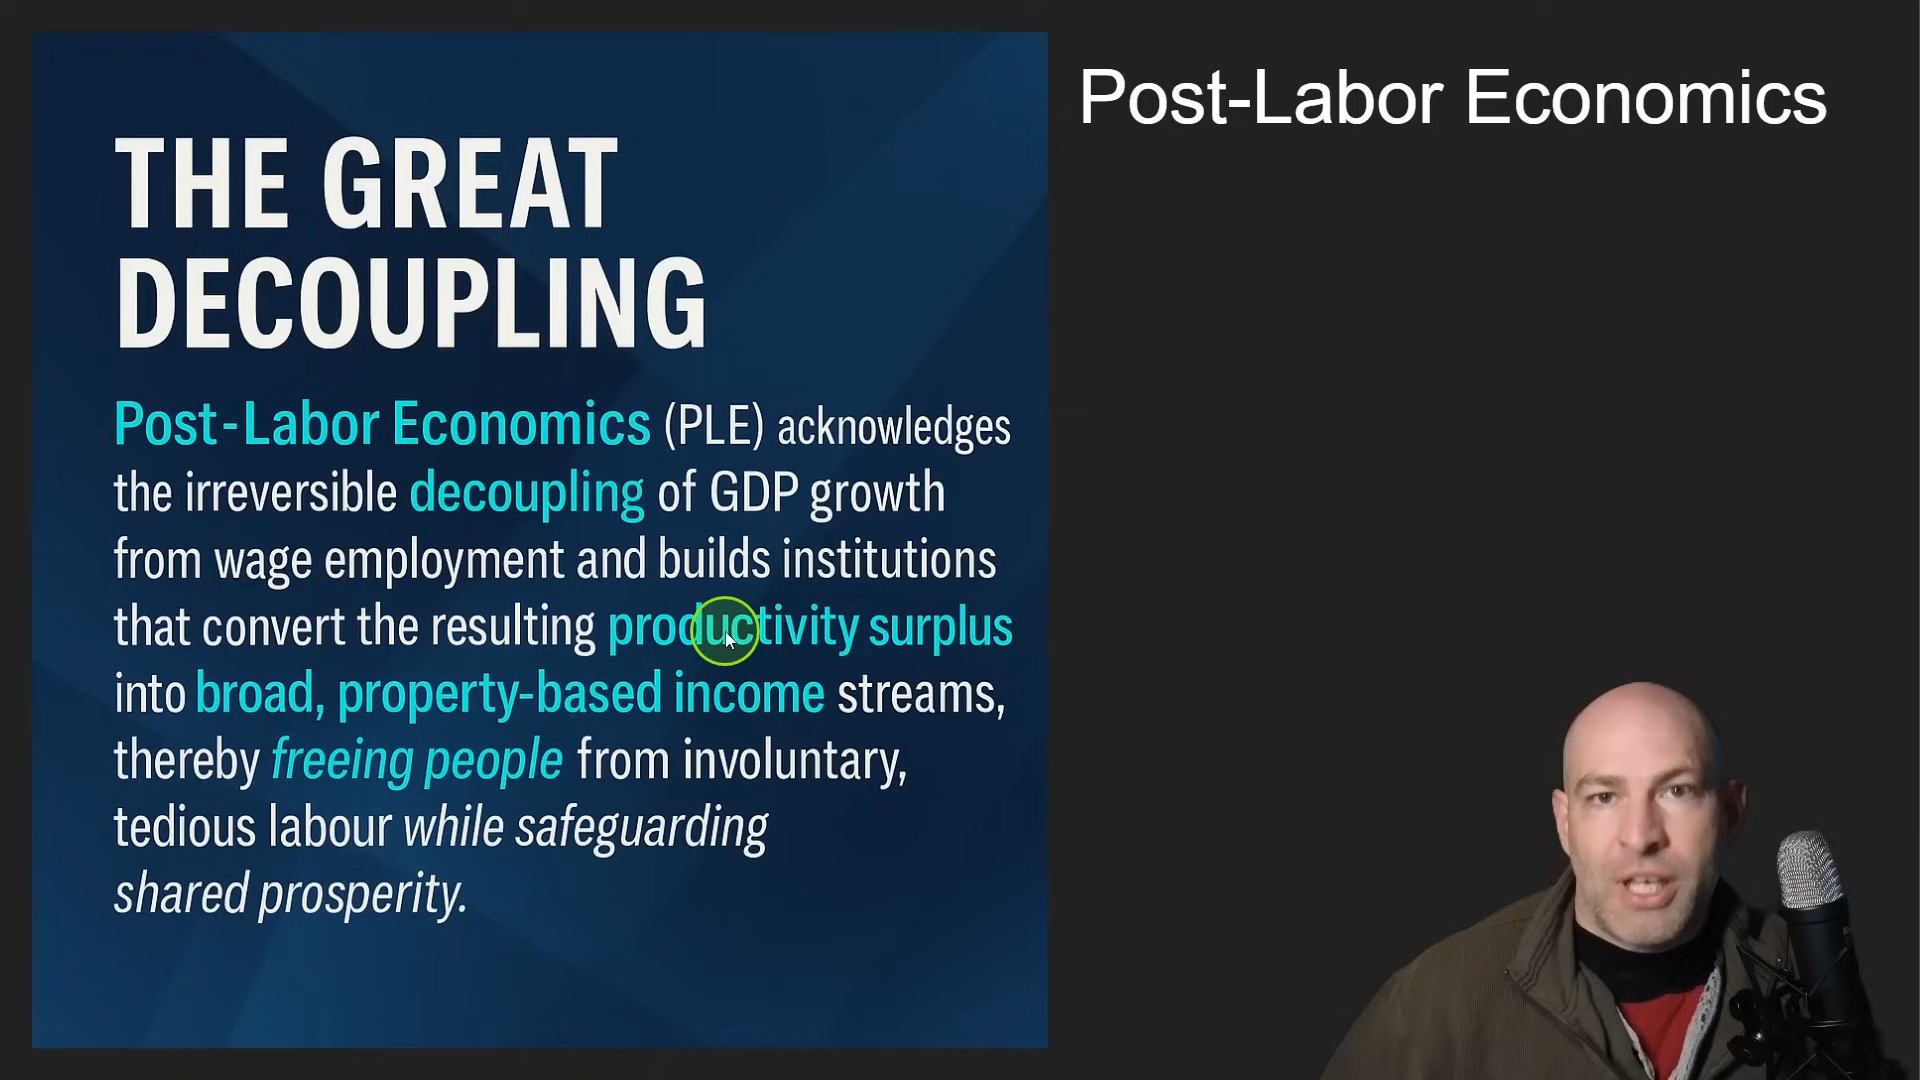 THE GREAT
DECOUPLING
Post-Labor Economics (PLE) acknowledges
the irreversible decoupling of GDP growth
from wage employment and builds institutions
that convert the resulting productivity surplus
into broad, property-based income streams,
thereby freeing people from involuntary,
tedious labour while safeguarding
shared prosperity.
Post-Labor Economics